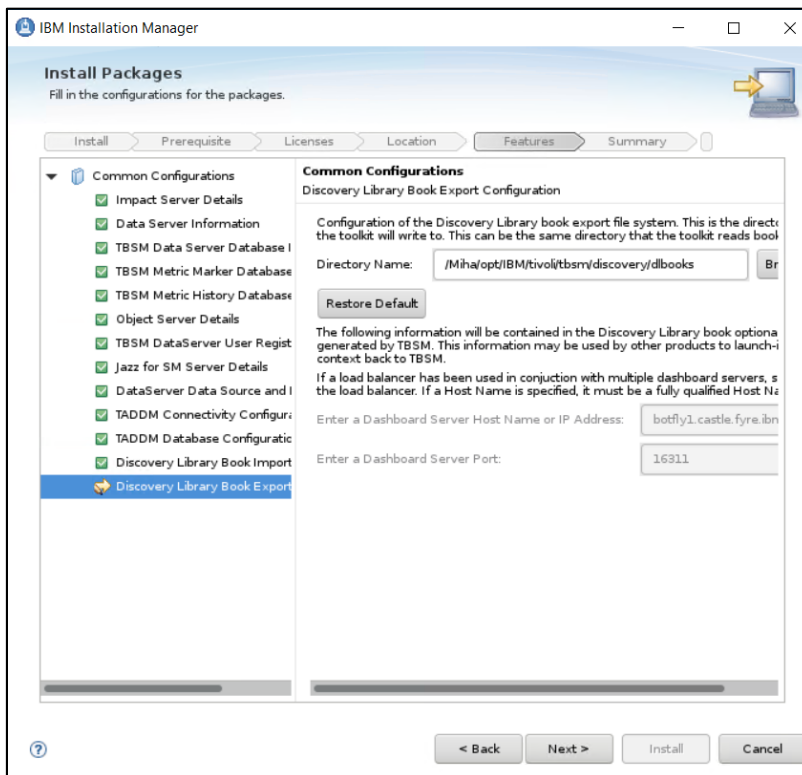 IBM Installation Manager
Install Packages
Fill in the configurations for the packages.
Install
Prerequisite
Licenses
Location
Features
Summary
Common Configurations
Impact Server Details
Data Server Information
TBSM Data Server Database I
TBSM Metric Marker Database
TBSM Metric History Database
Object Server Details
TBSM DataServer User Regist
Jazz for SM Server Details
DataServer Data Source and I
TADDM Connectivity Configura
TADDM Database Configuratic
Discovery Library Book Import
Discovery Library Book Export
Common Configurations
Discovery Library Book Export Configuration
Configuration of the Discovery Library book export file system. This is the directo
the toolkit will write to. This can be the same directory that the toolkit reads book
Directory Name:
/Miha/opt/IBM/tivoli/tbsm/discovery/dlbooks
Br
Restore Default
The following information will be contained in the Discovery Library book optiona
generated by TBSM. This information may be used by other products to launch-i
context back to TBSM.
If a load balancer has been used in conjuction with multiple dashboard servers, s
the load balancer. If a Host Name is specified, it must be a fully qualified Host Na
Enter a Dashboard Server Host Name or IP Address:
botfly1.castle.fyre.ibn
Enter a Dashboard Server Port:
16311
?
< Back
Next >
Install
Cancel